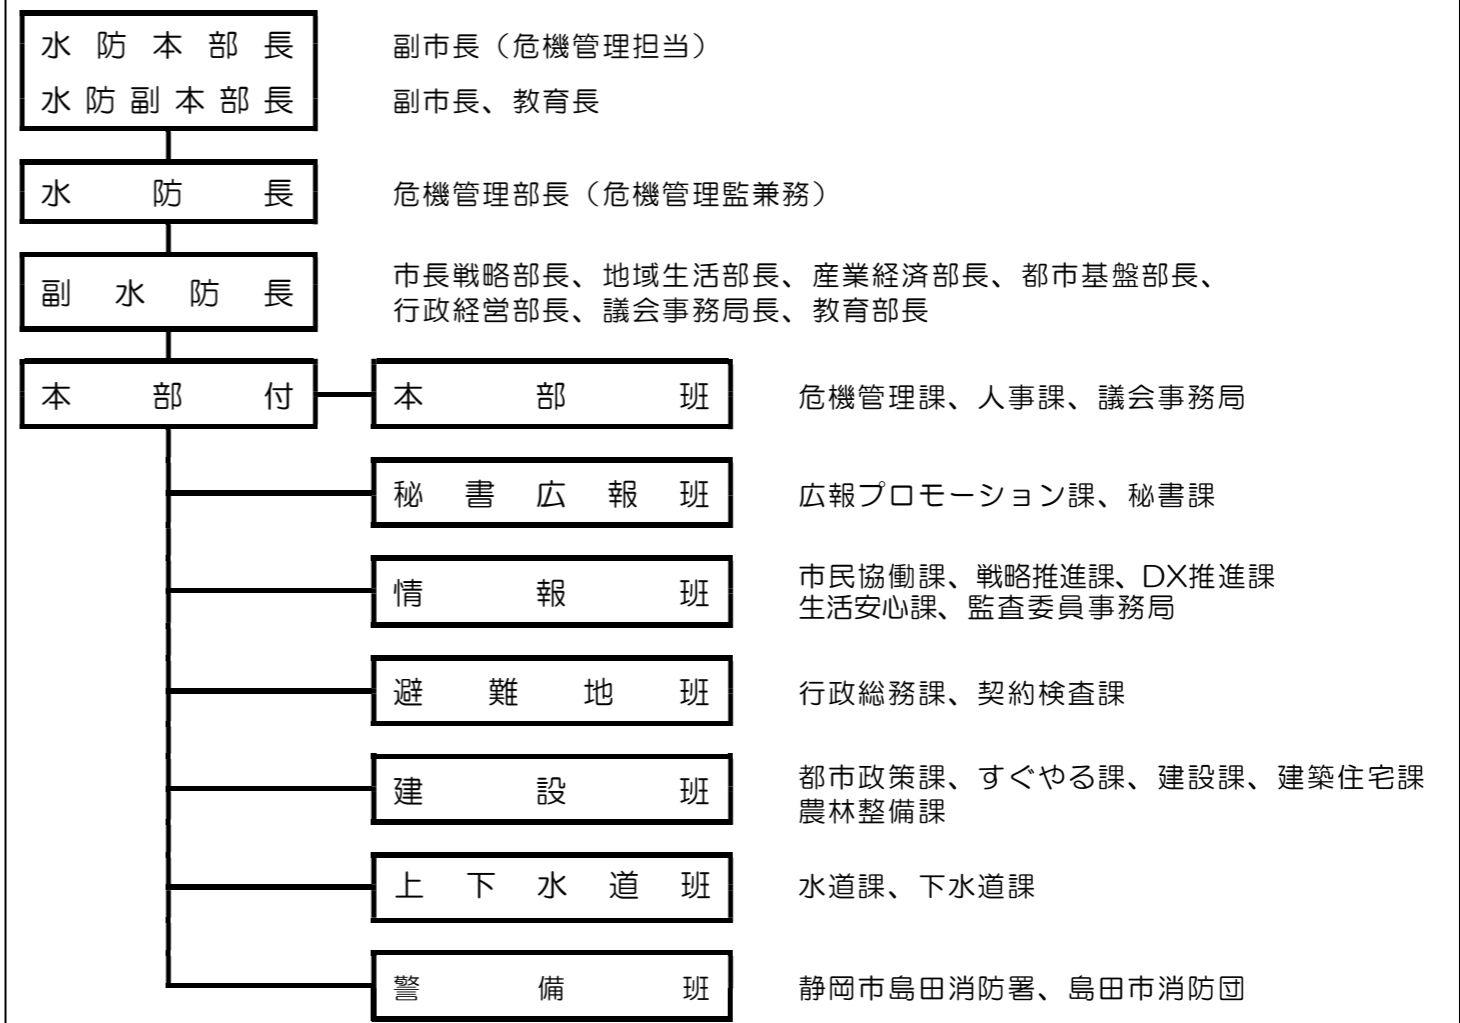 水防本部長 副市長（危機管理担当）
水防副本部長 副市長、教育長
水防長 危機管理部長（危機管理監兼務）
副水防長 市長戦略部長、地域生活部長、産業経済部長、都市基盤部長、
行政経営部長、議会事務局長、教育部長
本部付 本部班 危機管理課、人事課、議会事務局
秘書広報班 広報プロモーション課、秘書課
情報班 市民協働課、戦略推進課、DX推進課
生活安心課、監査委員事務局
避難地班 行政総務課、契約検査課
建設班 都市政策課、すぐやる課、建設課、建築住宅課
農林整備課
上下水道班 水道課、下水道課
警備班 静岡市島田消防署、島田市消防団